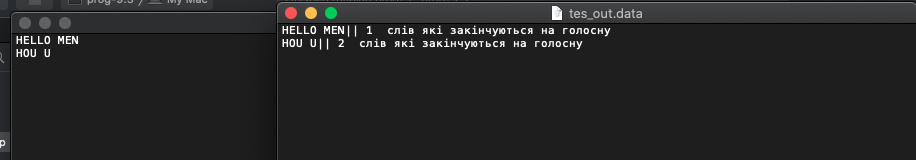 prog-9.3 / My Mac
tes_out.data
HELLO MEN
HOU U
HELLO MEN|| 1  слів які закінчуються на голосну
HOU U|| 2  слів які закінчуються на голосну
p